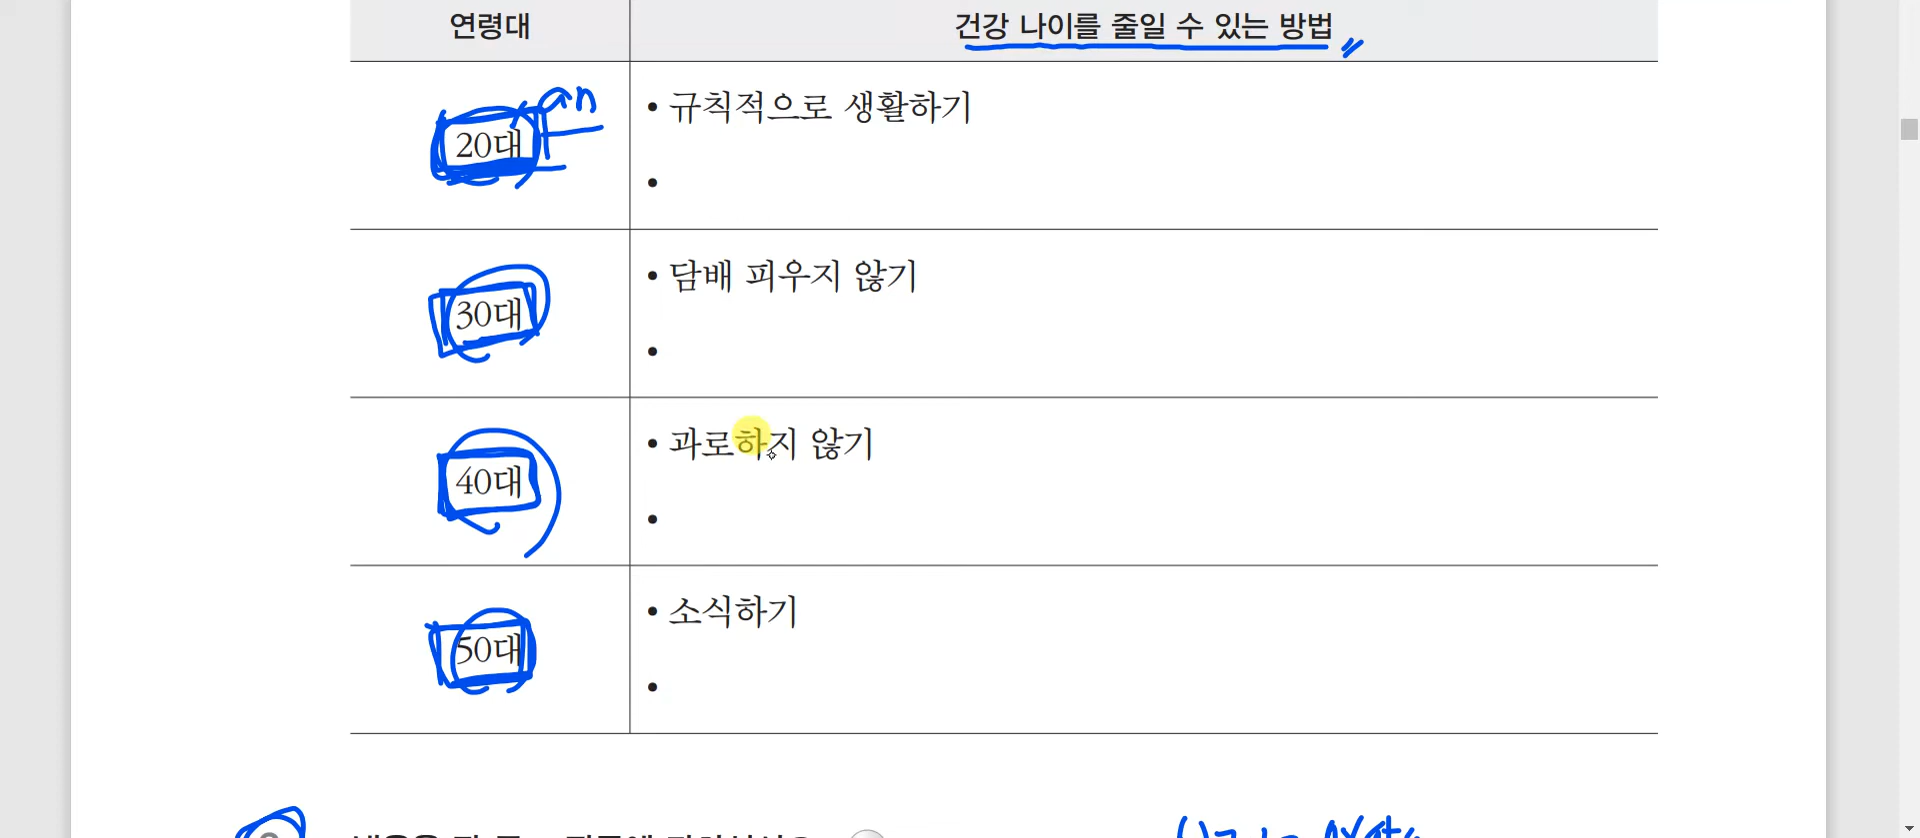 연령대 건강 나이를 줄일 수 있는 방법
20대
• 규칙적으로 생활하기
•
30대
• 담배 피우지 않기
•
40대
• 과로하지 않기
•
50대
• 소식하기
•